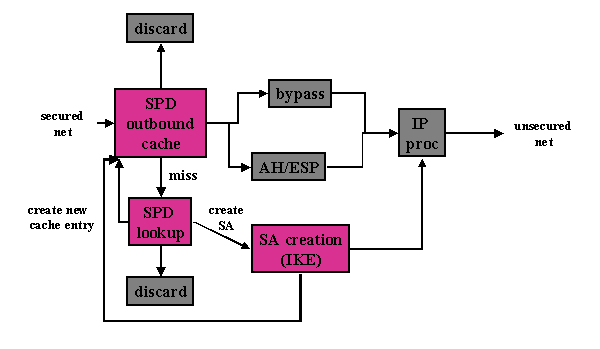 discard
SPD
outbound
cache
secured
net
bypass
IP
proc
unsecured
net
AH/ESP
miss
create new
cache entry
SPD
lookup
create
SA
SA creation
(IKE)
discard